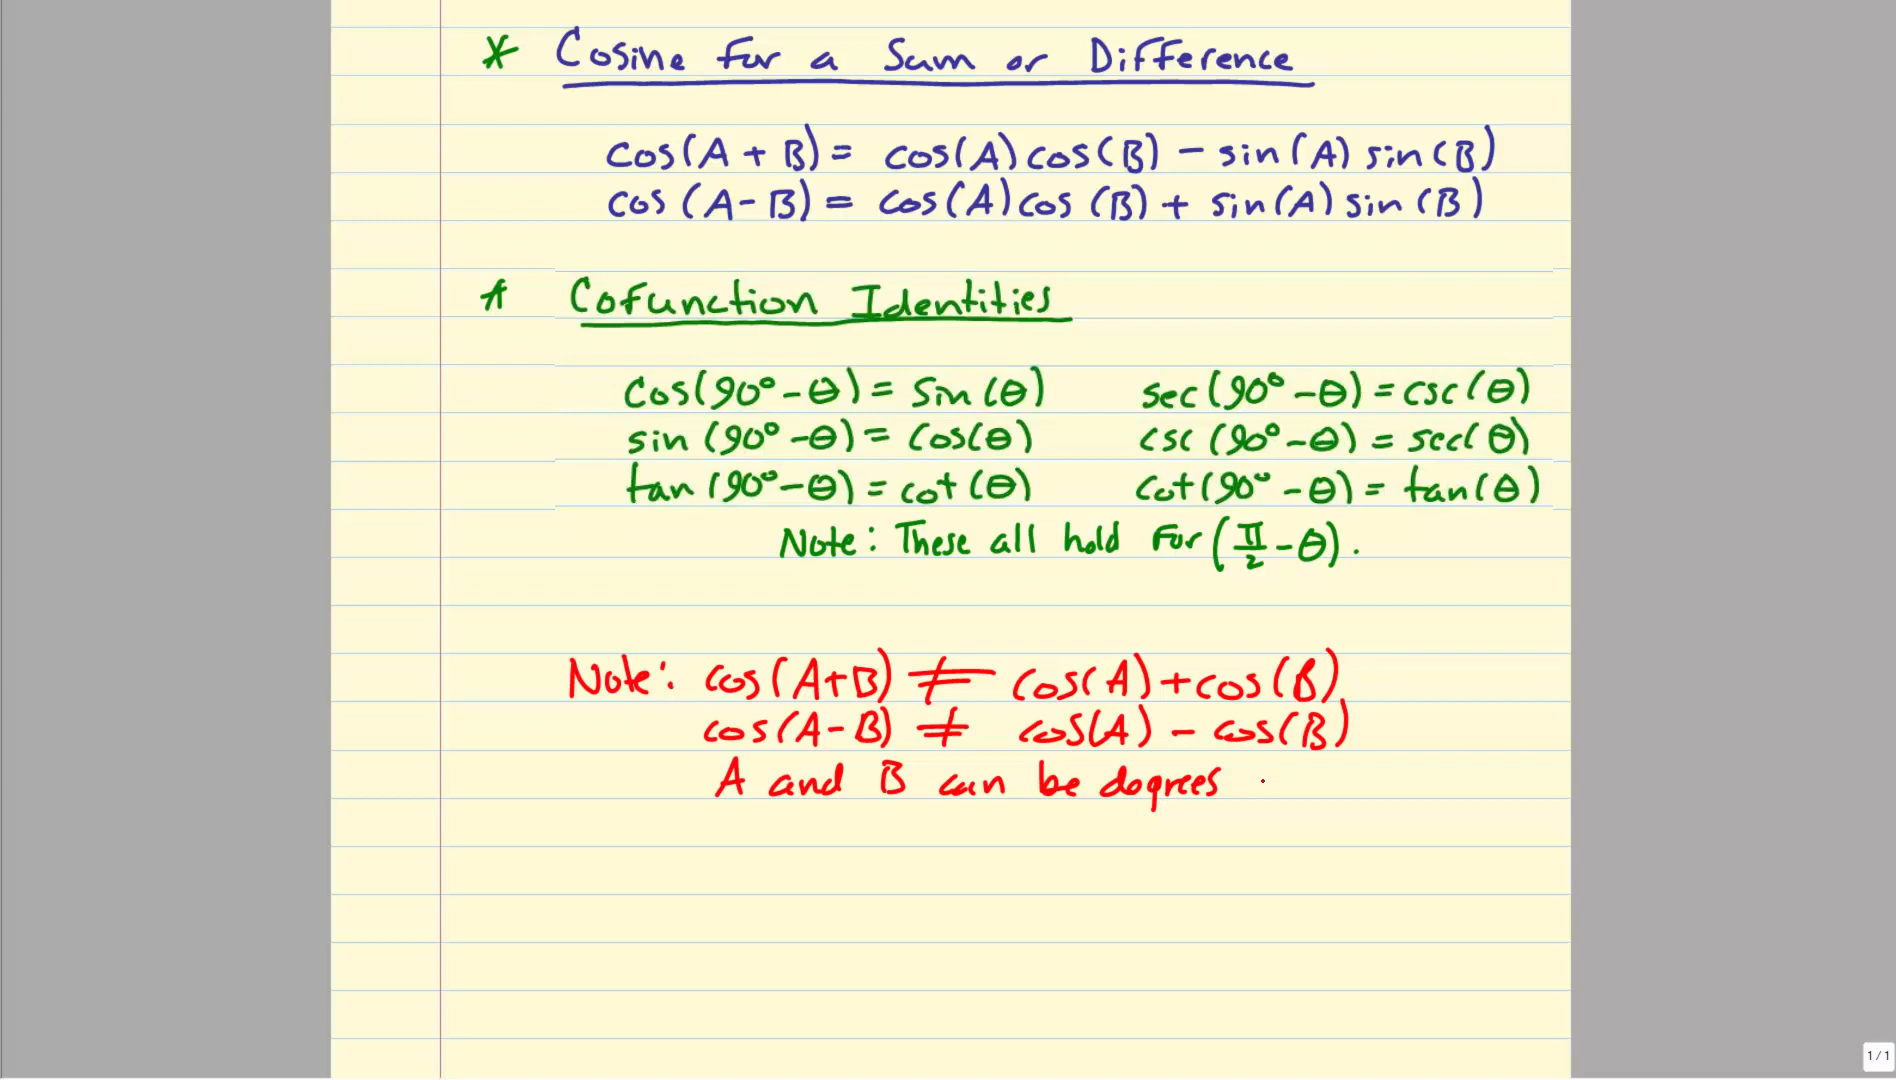 * Cosine for a Sum or Difference
cos(A + B) = cos(A) cos(B) - sin(A) sin(B)
cos(A - B) = cos(A) cos(B) + sin(A) sin(B)
* Cofunction Identities
cos(90° - θ) = sin(θ) sec(90° - θ) = csc(θ)
sin(90° - θ) = cos(θ) csc(90° - θ) = sec(θ)
tan(90° - θ) = cot(θ) cot(90° - θ) = tan(θ)
Note: These all hold for (π/2 - θ).
Note: cos(A+B) ≠ cos(A) + cos(B)
cos(A - B) ≠ cos(A) - cos(B)
A and B can be degrees
1 / 1